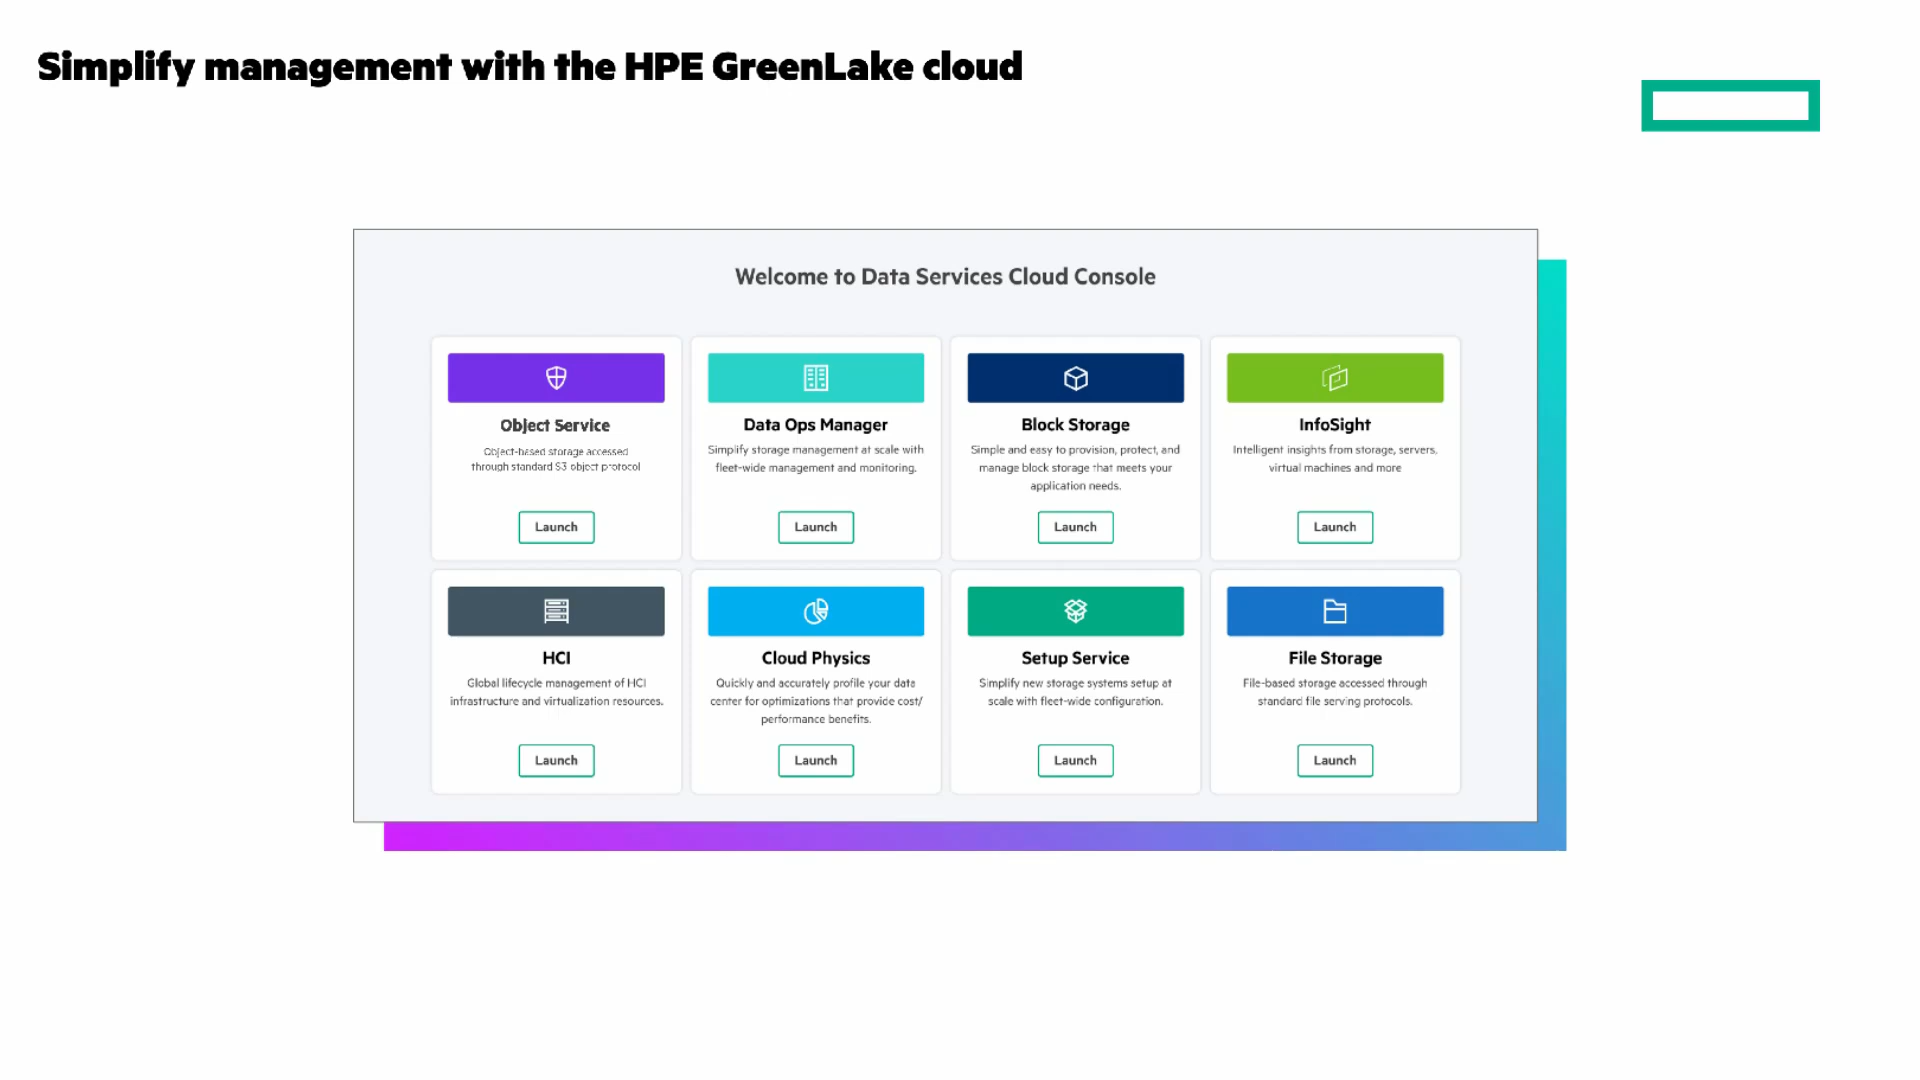 Simplify management with the HPE GreenLake cloud
Welcome to Data Services Cloud Console
Object Service
Object-based storage accessed
through standard S3 object protocol
Launch
Data Ops Manager
Simplify storage management at scale with
fleet-wide management and monitoring.
Launch
Block Storage
Simple and easy to provision, protect, and
manage block storage that meets your
application needs.
Launch
InfoSight
Intelligent insights from storage, servers,
virtual machines and more
Launch
HCI
Global lifecycle management of HCI
infrastructure and virtualization resources.
Launch
Cloud Physics
Quickly and accurately profile your data
center for optimizations that provide cost/
performance benefits.
Launch
Setup Service
Simplify new storage systems setup at
scale with fleet-wide configuration.
Launch
File Storage
File-based storage accessed through
standard file serving protocols.
Launch